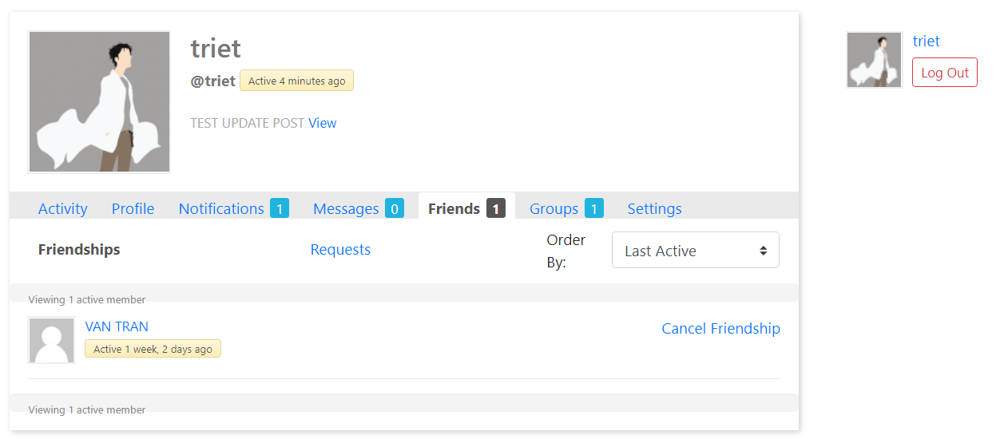 triet
@triet Active 4 minutes ago
TEST UPDATE POST View
triet
Log Out
Activity Profile Notifications 1 Messages 0 Friends 1 Groups 1 Settings
Friendships Requests Order By: Last Active
Viewing 1 active member
VAN TRAN
Active 1 week, 2 days ago
Cancel Friendship
Viewing 1 active member